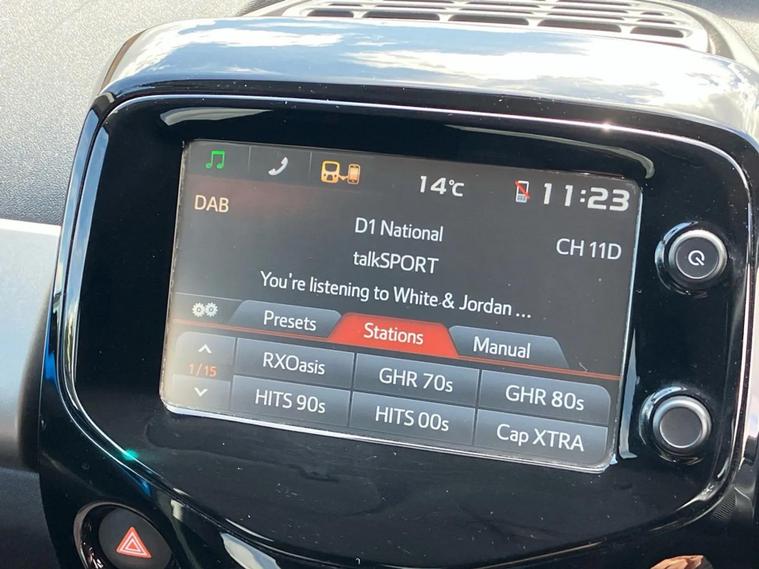 14°C
11:23
DAB
D1 National
CH 11D
talkSPORT
You're listening to White & Jordan ...
Presets
Stations
Manual
1/15
RXOasis
GHR 70s
GHR 80s
HITS 90s
HITS 00s
Cap XTRA